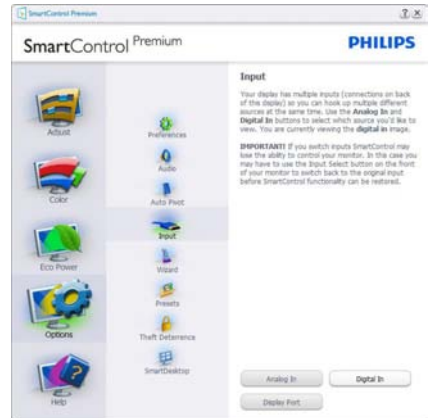 SmartControl Premium
SmartControl Premium
PHILIPS
Adjust
Color
Eco Power
Options
Help
Preferences
Audio
Auto Pivot
Input
Wizard
Presets
Theft Deterrence
SmartDesktop
Input
Your display has multiple inputs (connections on back
of the display) so you can hook up multiple different
sources at the same time. Use the Analog In and
Digital In buttons to select which source you'd like to
view. You are currently viewing the digital in image.
IMPORTANT! If you switch inputs SmartControl may
lose the ability to control your monitor. In this case you
may have to use the Input Select button on the front
of your monitor to switch back to the original input
before SmartControl functionality can be restored.
Analog In
Digital In
Display Port